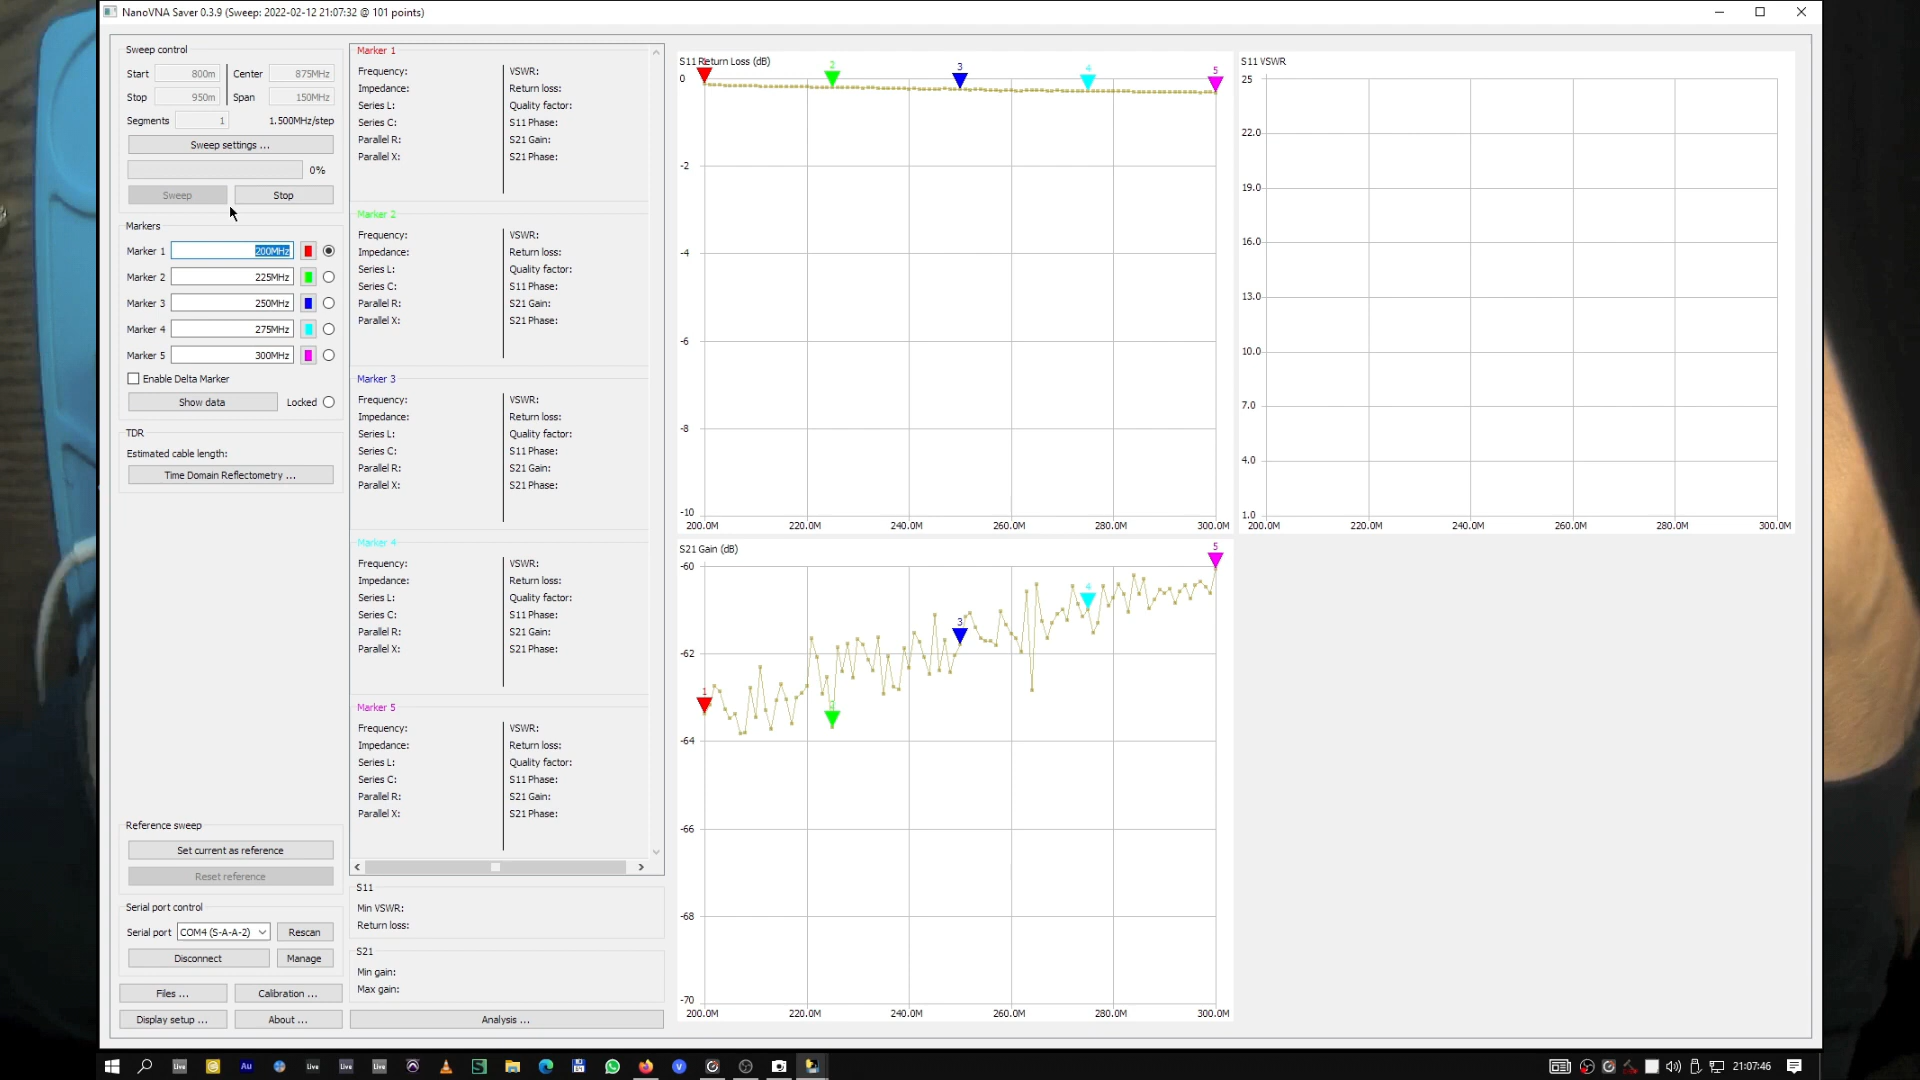 NanoVNA Saver 0.3.9 (Sweep: 2022-02-12 21:07:32 @ 101 points)
Sweep control
Start 800m Center 875MHz
Stop 950m Span 150MHz
Segments 1 1.500MHz/step
Sweep settings ...
0%
Sweep Stop
Markers
Marker 1 200MHz
Marker 2 225MHz
Marker 3 250MHz
Marker 4 275MHz
Marker 5 300MHz
Enable Delta Marker
Show data Locked
TDR
Estimated cable length:
Time Domain Reflectometry ...
Reference sweep
Set current as reference
Reset reference
Serial port control
Serial port COM4 (S-A-A-2) Rescan
Disconnect Manage
Files ... Calibration ...
Display setup ... About ...
Marker 1
Frequency: VSWR:
Impedance: Return loss:
Series L: Quality factor:
Series C: S11 Phase:
Parallel R: S21 Gain:
Parallel X: S21 Phase:
Marker 2
Frequency: VSWR:
Impedance: Return loss:
Series L: Quality factor:
Series C: S11 Phase:
Parallel R: S21 Gain:
Parallel X: S21 Phase:
Marker 3
Frequency: VSWR:
Impedance: Return loss:
Series L: Quality factor:
Series C: S11 Phase:
Parallel R: S21 Gain:
Parallel X: S21 Phase:
Marker 4
Frequency: VSWR:
Impedance: Return loss:
Series L: Quality factor:
Series C: S11 Phase:
Parallel R: S21 Gain:
Parallel X: S21 Phase:
Marker 5
Frequency: VSWR:
Impedance: Return loss:
Series L: Quality factor:
Series C: S11 Phase:
Parallel R: S21 Gain:
Parallel X: S21 Phase:
S11
Min VSWR:
Return loss:
S21
Min gain:
Max gain:
Analysis ...
S11 Return Loss (dB)
2 3 4 5
0
-2
-4
-6
-8
-10
200.0M 220.0M 240.0M 260.0M 280.0M 300.0M
S11 VSWR
25
22.0
19.0
16.0
13.0
10.0
7.0
4.0
1.0
200.0M 220.0M 240.0M 260.0M 280.0M 300.0M
S21 Gain (dB)
5
-60
4
3
-62
1
-64
-66
-68
-70
200.0M 220.0M 240.0M 260.0M 280.0M 300.0M
Live Au Live Live Live S V 21:07:46